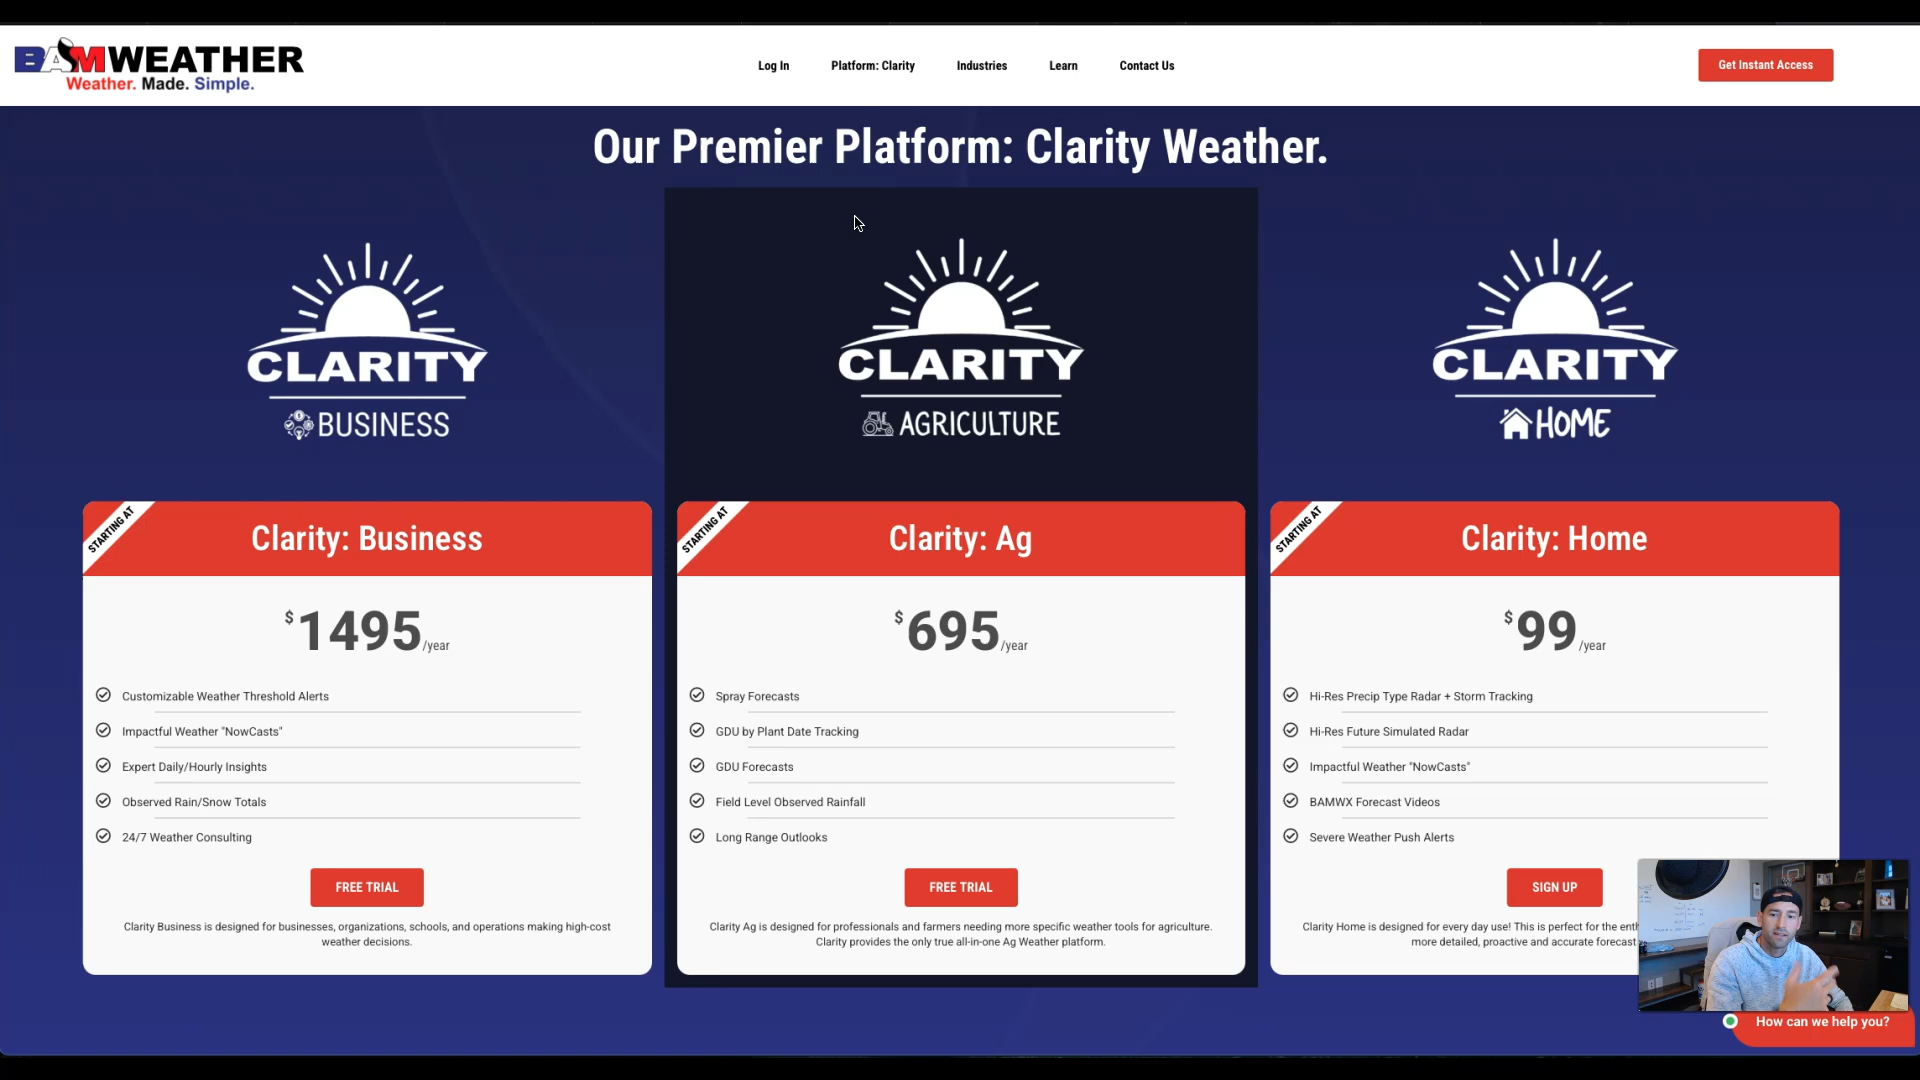 BAMWEATHER
Weather. Made. Simple.
Log In
Platform: Clarity
Industries
Learn
Contact Us
Get Instant Access
Our Premier Platform: Clarity Weather.
CLARITY
BUSINESS
CLARITY
AGRICULTURE
CLARITY
HOME
STARTING AT
Clarity: Business
$1495/year
Customizable Weather Threshold Alerts
Impactful Weather "NowCasts"
Expert Daily/Hourly Insights
Observed Rain/Snow Totals
24/7 Weather Consulting
FREE TRIAL
Clarity Business is designed for businesses, organizations, schools, and operations making high-cost
weather decisions.
STARTING AT
Clarity: Ag
$695/year
Spray Forecasts
GDU by Plant Date Tracking
GDU Forecasts
Field Level Observed Rainfall
Long Range Outlooks
FREE TRIAL
Clarity Ag is designed for professionals and farmers needing more specific weather tools for agriculture.
Clarity provides the only true all-in-one Ag Weather platform.
STARTING AT
Clarity: Home
$99/year
Hi-Res Precip Type Radar + Storm Tracking
Hi-Res Future Simulated Radar
Impactful Weather "NowCasts"
BAMWX Forecast Videos
Severe Weather Push Alerts
SIGN UP
Clarity Home is designed for every day use! This is perfect for the
more detailed, proactive and accurate forecast
How can we help you?